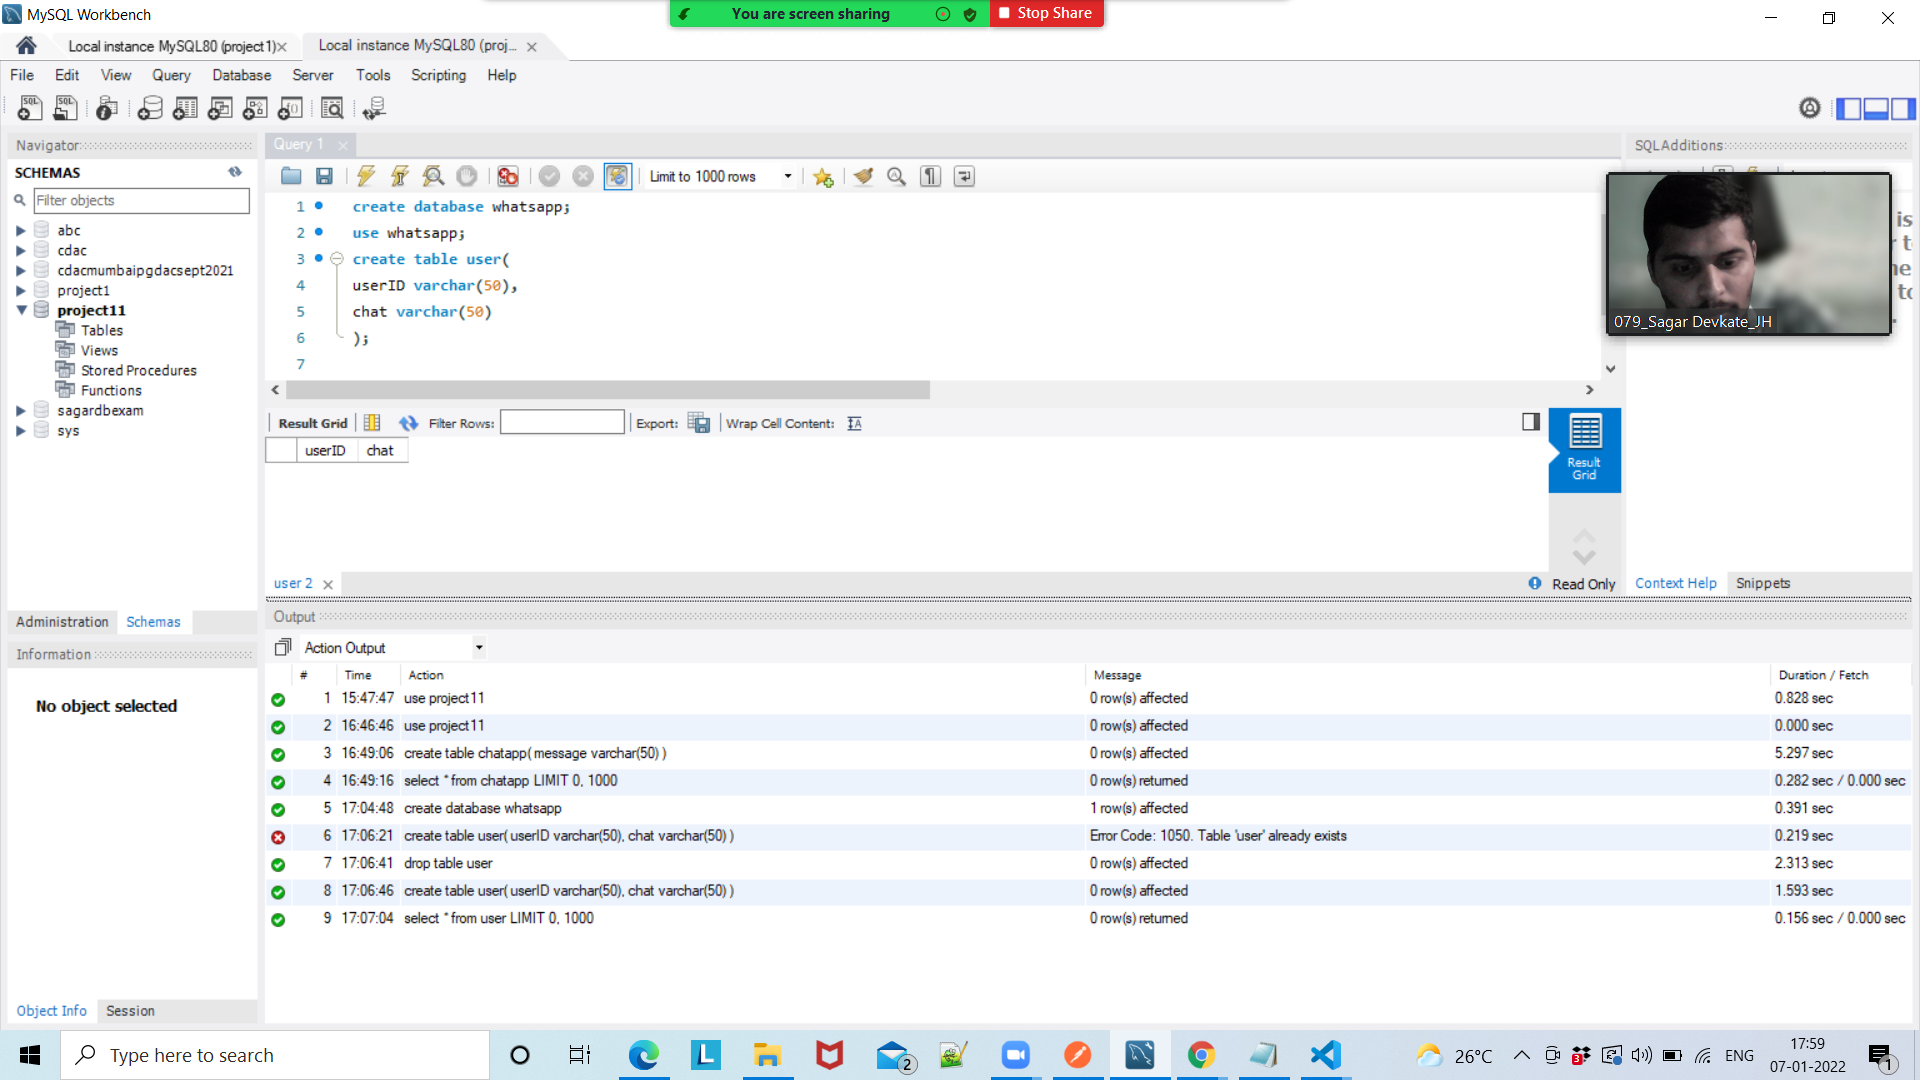 MySQL Workbench
You are screen sharing
Stop Share
Local instance MySQL80 (project1)×
Local instance MySQL80 (proj... ×
File Edit View Query Database Server Tools Scripting Help
Navigator
SCHEMAS
Filter objects
abc
cdac
cdacmumbaipgdacsept2021
project1
project11
Tables
Views
Stored Procedures
Functions
sagardbexam
sys
Administration Schemas
Information
No object selected
Object Info Session
Query 1 ×
Limit to 1000 rows
1 create database whatsapp;
2 use whatsapp;
3 create table user(
4 userID varchar(50),
5 chat varchar(50)
6 );
7
Result Grid Filter Rows: Export: Wrap Cell Content:
userID chat
Result
Grid
user 2 ×
Read Only
SQLAdditions
079_Sagar Devkate_JH
Context Help Snippets
Output
Action Output
# Time Action Message Duration / Fetch
1 15:47:47 use project11 0 row(s) affected 0.828 sec
2 16:46:46 use project11 0 row(s) affected 0.000 sec
3 16:49:06 create table chatapp( message varchar(50) ) 0 row(s) affected 5.297 sec
4 16:49:16 select * from chatapp LIMIT 0, 1000 0 row(s) returned 0.282 sec / 0.000 sec
5 17:04:48 create database whatsapp 1 row(s) affected 0.391 sec
6 17:06:21 create table user( userID varchar(50), chat varchar(50) ) Error Code: 1050. Table 'user' already exists 0.219 sec
7 17:06:41 drop table user 0 row(s) affected 2.313 sec
8 17:06:46 create table user( userID varchar(50), chat varchar(50) ) 0 row(s) affected 1.593 sec
9 17:07:04 select * from user LIMIT 0, 1000 0 row(s) returned 0.156 sec / 0.000 sec
Type here to search
L
2
26°C
3
ENG
17:59
07-01-2022
1